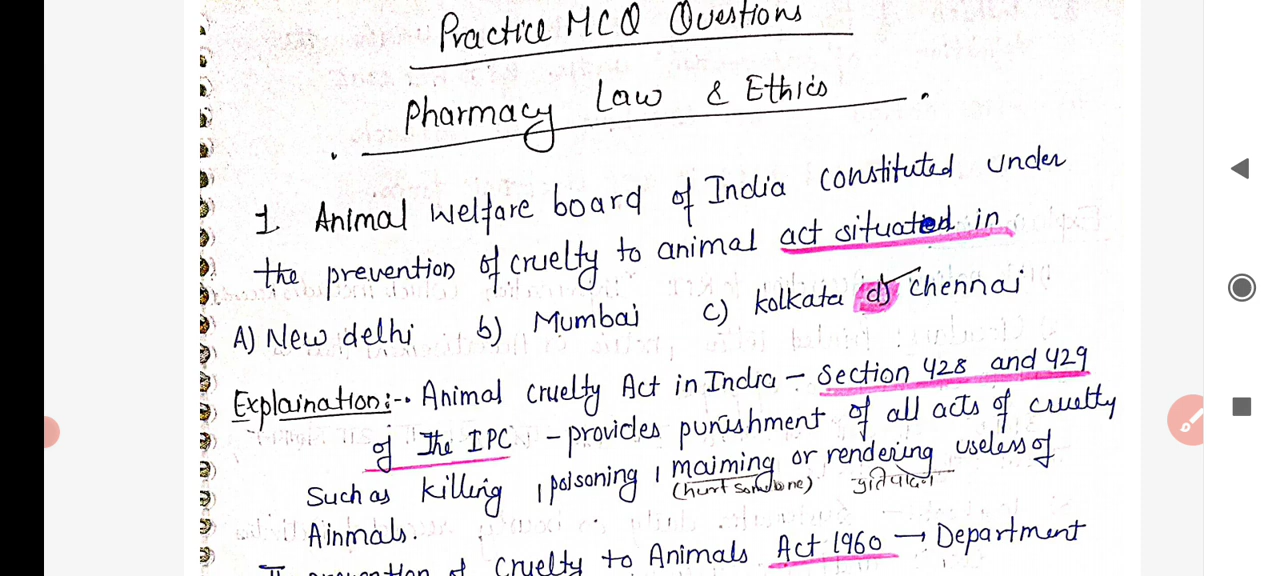 Practice MCQ Questions
Pharmacy Law & Ethics
1 Animal welfare board of India constituted under
the prevention of cruelty to animal act situated in
A) New delhi b) Mumbai c) kolkata d) Chennai
Explaination:-. Animal cruelty Act in India - Section 428 and 429
of The IPC - provides punishment of all acts of cruelty
Such as killing, poisoning, maiming or rendering useless of
(hurt someone)
Ainmals.
of Cruelty to Animals Act 1960 → Department